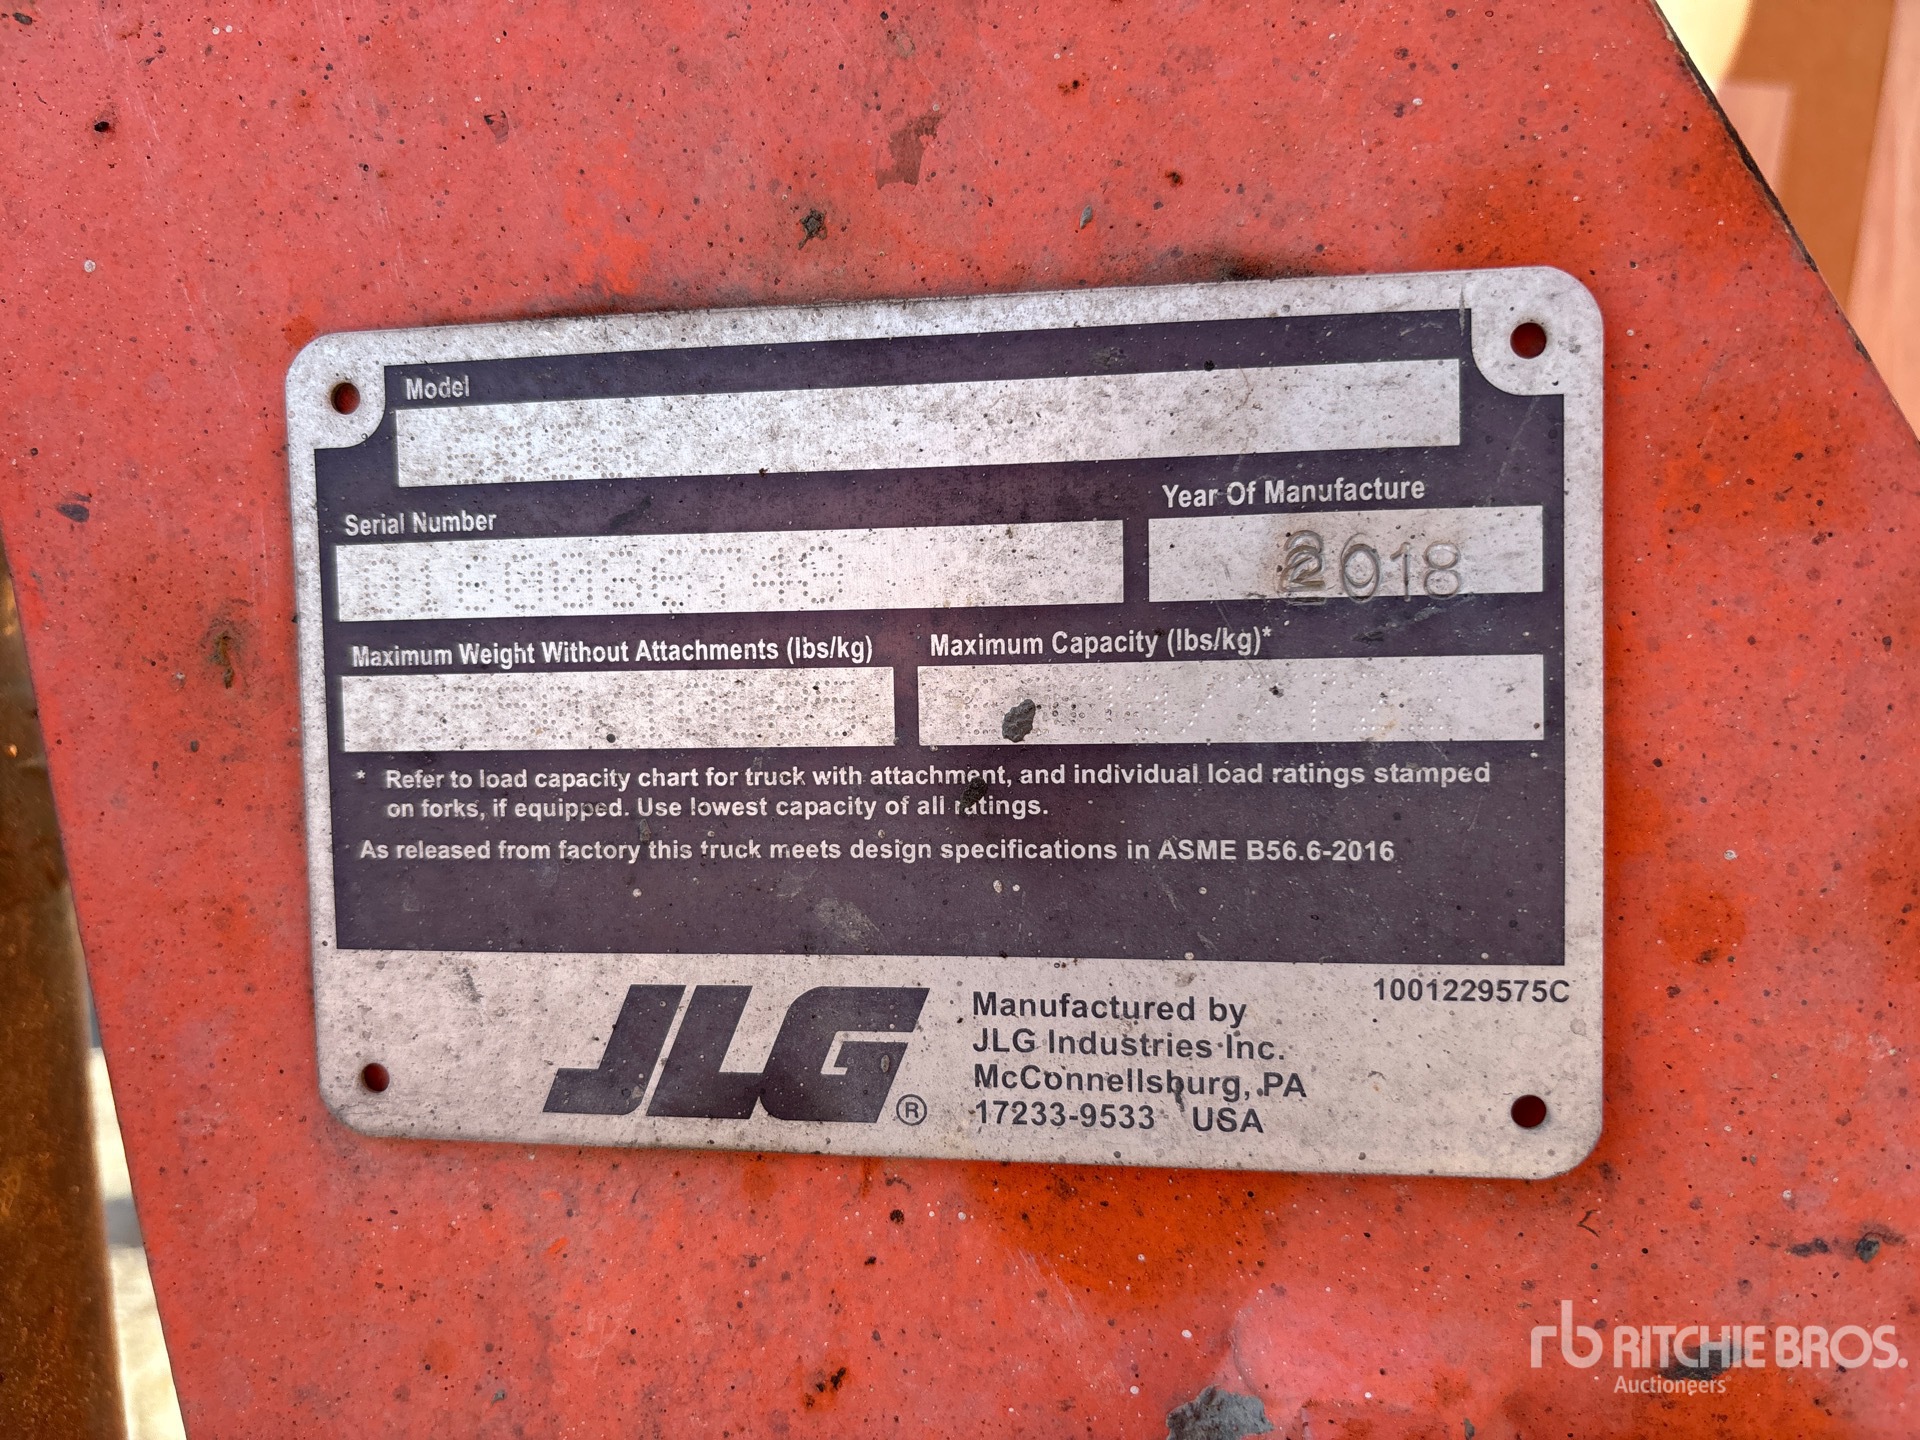 Model
Serial Number
Year Of Manufacture
2018
Maximum Weight Without Attachments (lbs/kg)
Maximum Capacity (lbs/kg)*
* Refer to load capacity chart for truck with attachment, and individual load ratings stamped
on forks, if equipped. Use lowest capacity of all ratings.
As released from factory this truck meets design specifications in ASME B56.6-2016
1001229575C
JLG®
Manufactured by
JLG Industries Inc.
McConnellsburg, PA
17233-9533 USA
rb RITCHIE BROS.
Auctioneers